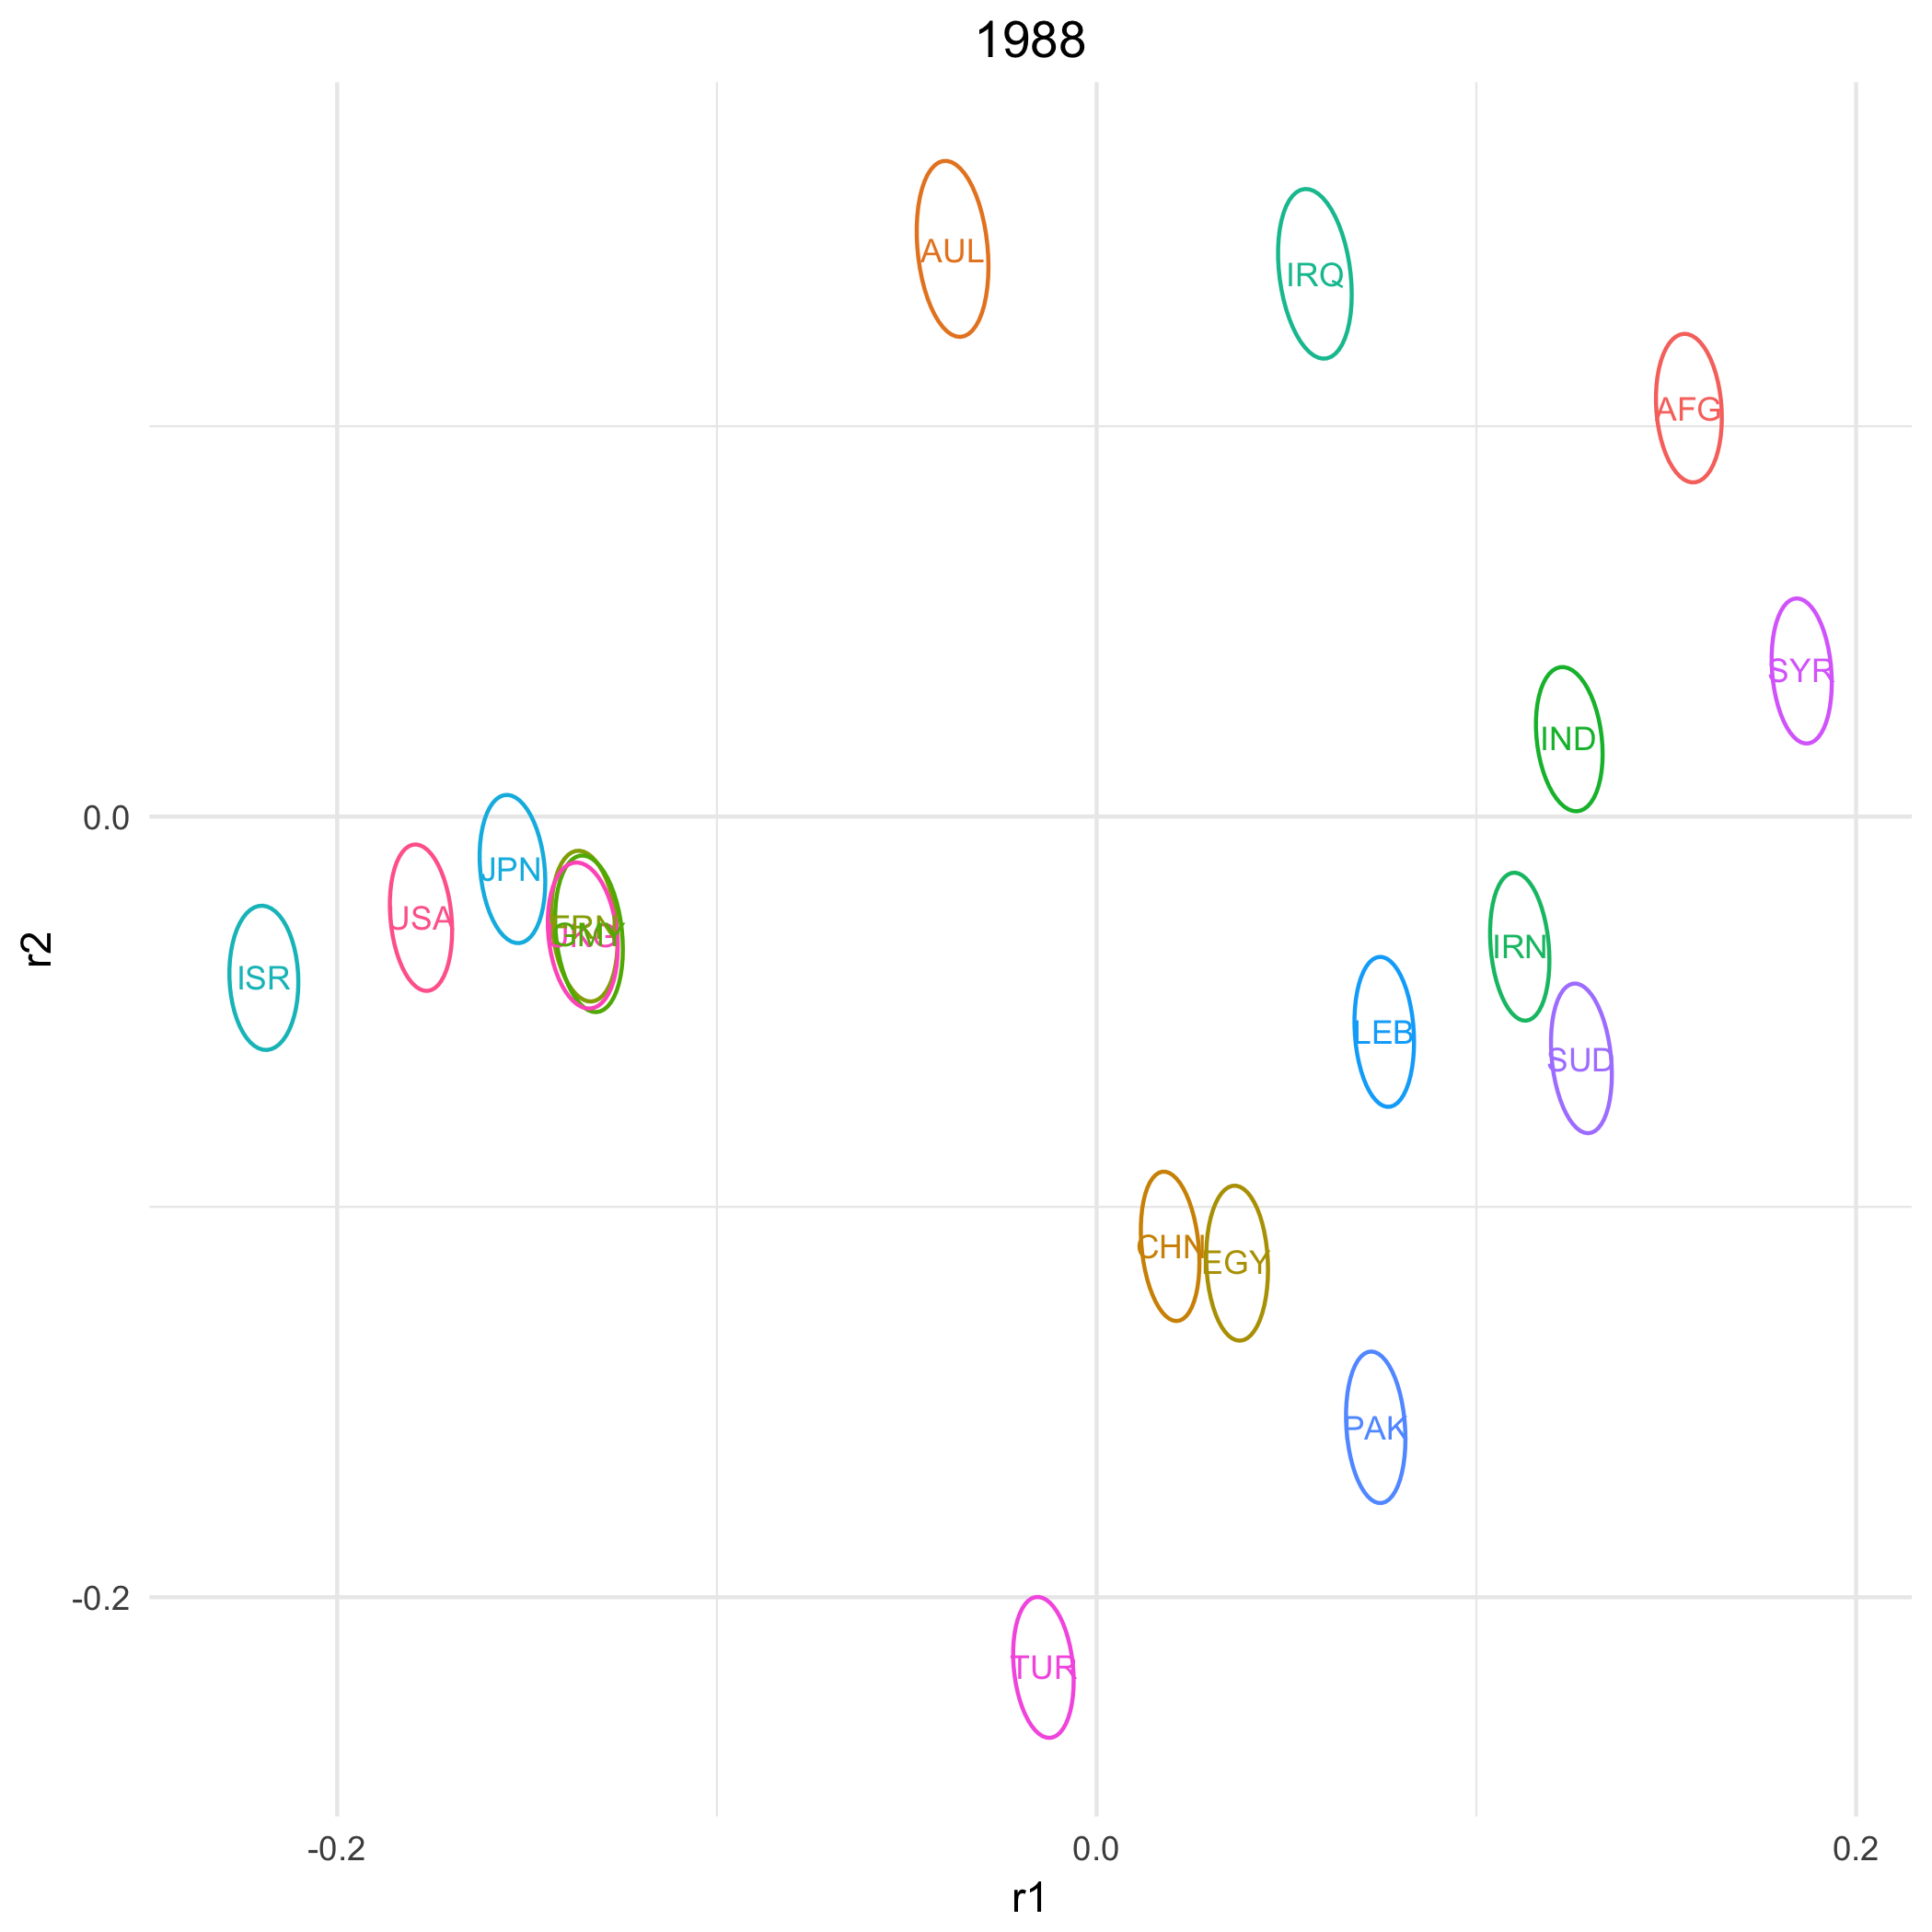 1988
AUL
IRQ
AFG
SYR
IND
0.0
JPN
USA
r2
IRN
ISR
LEB
SUD
CHN
EGY
PAK
-0.2
TUR
-0.2 0.0 0.2
r1